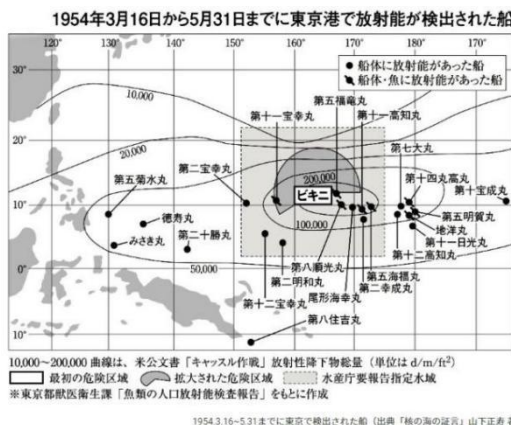 1954年3月16日から5月31日までに東京港で放射能が検出された船
120° 130° 140° 150° 160° 170° 180° 170°
● 船体に放射能があった船
船体・魚に放射能があった船
30°
10,000
第五福竜丸
第十一高知丸
20°
20,000
第七大丸
第十一宝幸丸
第十四丸高丸
第二宝幸丸
200,000
第十宝成丸
第五菊水丸
ビキニ
10°
徳寿丸
100,000
第五明賀丸
みさき丸
第二十勝丸
地洋丸
第十一日光丸
第八順光丸
第十二高知丸
0°
50,000
第二明和丸
第五海福丸
尾形海幸丸
第二幸成丸
第十二宝幸丸
第八住吉丸
10°
10,000~200,000 曲線は、米公文書「キャッスル作戦」放射性降下物総量(単位は d/m/ft²)
最初の危険区域 拡大された危険区域 水産庁要報告指定水域
※東京都獣医衛生課「魚類の人口放射能検査報告」をもとに作成
1954.3.16~5.31までに東京で検出された船(出典「核の海の証言」山下正寿